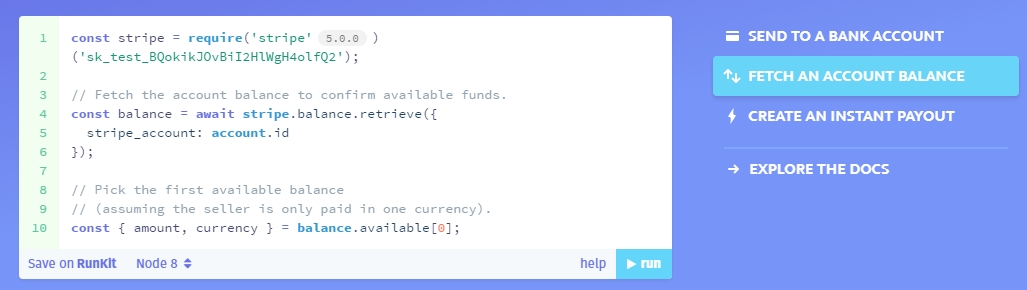 1 const stripe = require('stripe' 5.0.0 )
('sk_test_BQokikJOvBiI2HlWgH4olfQ2');
2
3 // Fetch the account balance to confirm available funds.
4 const balance = await stripe.balance.retrieve({
5 stripe_account: account.id
6 });
7
8 // Pick the first available balance
9 // (assuming the seller is only paid in one currency).
10 const { amount, currency } = balance.available[0];
Save on RunKit Node 8 help run
SEND TO A BANK ACCOUNT
FETCH AN ACCOUNT BALANCE
CREATE AN INSTANT PAYOUT
EXPLORE THE DOCS